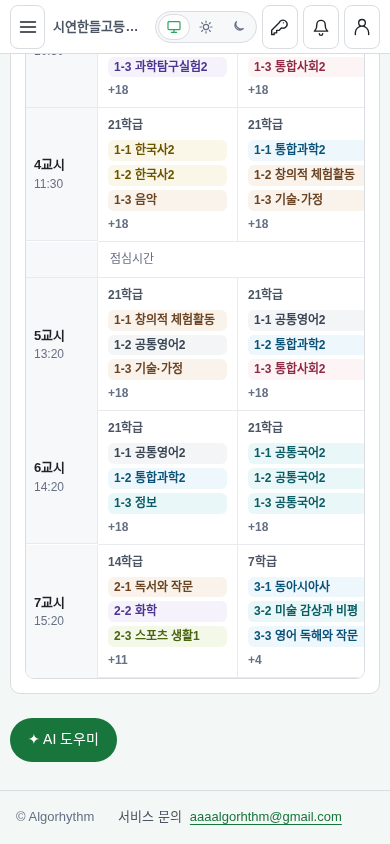 시연한들고등…
1-3 과학탐구실험2
1-3 통합사회2
+18
+18
4교시
11:30
21학급
1-1 한국사2
1-2 한국사2
1-3 음악
+18
21학급
1-1 통합과학2
1-2 창의적 체험활동
1-3 기술·가정
+18
점심시간
5교시
13:20
21학급
1-1 창의적 체험활동
1-2 공통영어2
1-3 기술·가정
+18
21학급
1-1 공통영어2
1-2 통합과학2
1-3 통합사회2
+18
6교시
14:20
21학급
1-1 공통영어2
1-2 통합과학2
1-3 정보
+18
21학급
1-1 공통국어2
1-2 공통국어2
1-3 공통국어2
+18
7교시
15:20
14학급
2-1 독서와 작문
2-2 화학
2-3 스포츠 생활1
+11
7학급
3-1 동아시아사
3-2 미술 감상과 비평
3-3 영어 독해와 작문
+4
✦ AI 도우미
© Algorhythm 서비스 문의 aaaalgorhthm@gmail.com